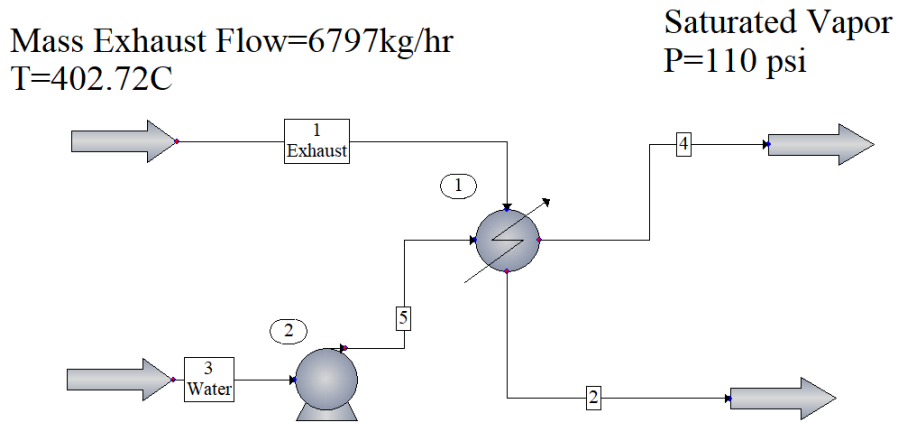 Mass Exhaust Flow=6797kg/hr
T=402.72C
Saturated Vapor
P=110 psi
1
Exhaust
4
1
5
2
3
Water
2